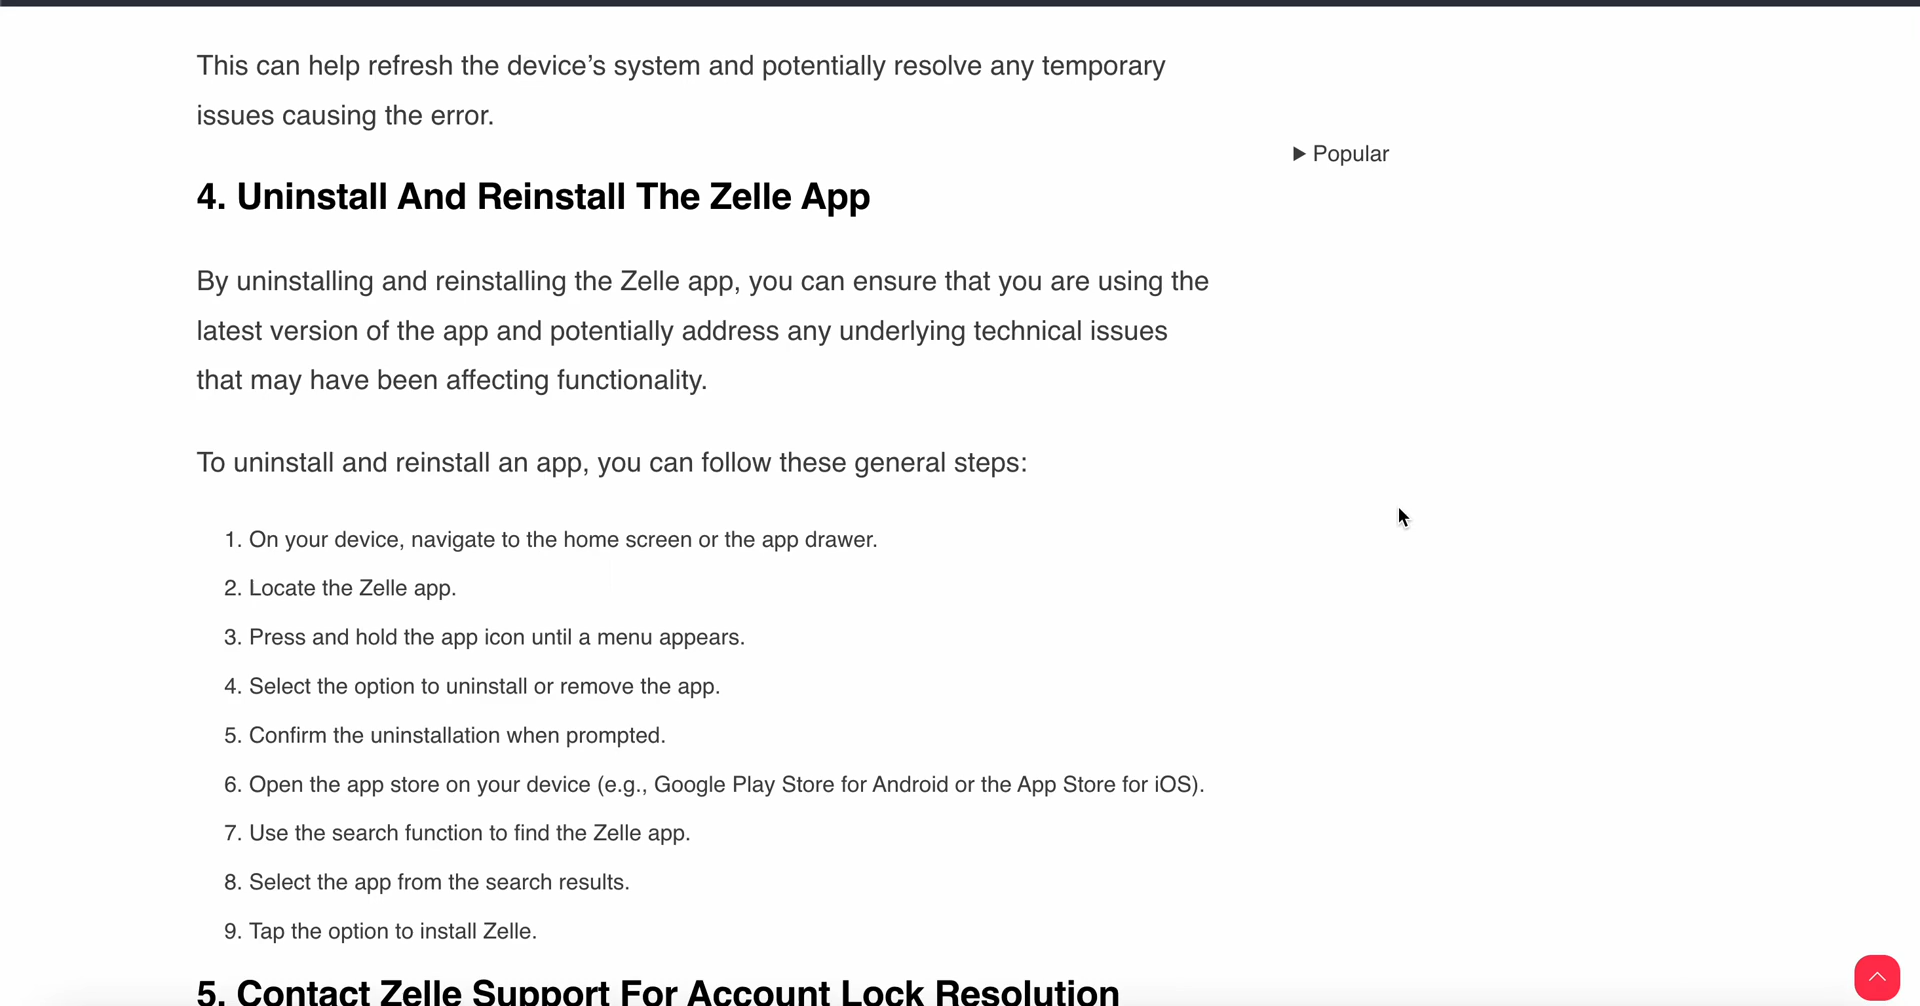 This can help refresh the device’s system and potentially resolve any temporary
issues causing the error.
▶ Popular
4. Uninstall And Reinstall The Zelle App
By uninstalling and reinstalling the Zelle app, you can ensure that you are using the
latest version of the app and potentially address any underlying technical issues
that may have been affecting functionality.
To uninstall and reinstall an app, you can follow these general steps:
1. On your device, navigate to the home screen or the app drawer.
2. Locate the Zelle app.
3. Press and hold the app icon until a menu appears.
4. Select the option to uninstall or remove the app.
5. Confirm the uninstallation when prompted.
6. Open the app store on your device (e.g., Google Play Store for Android or the App Store for iOS).
7. Use the search function to find the Zelle app.
8. Select the app from the search results.
9. Tap the option to install Zelle.
5. Contact Zelle Support For Account Lock Resolution